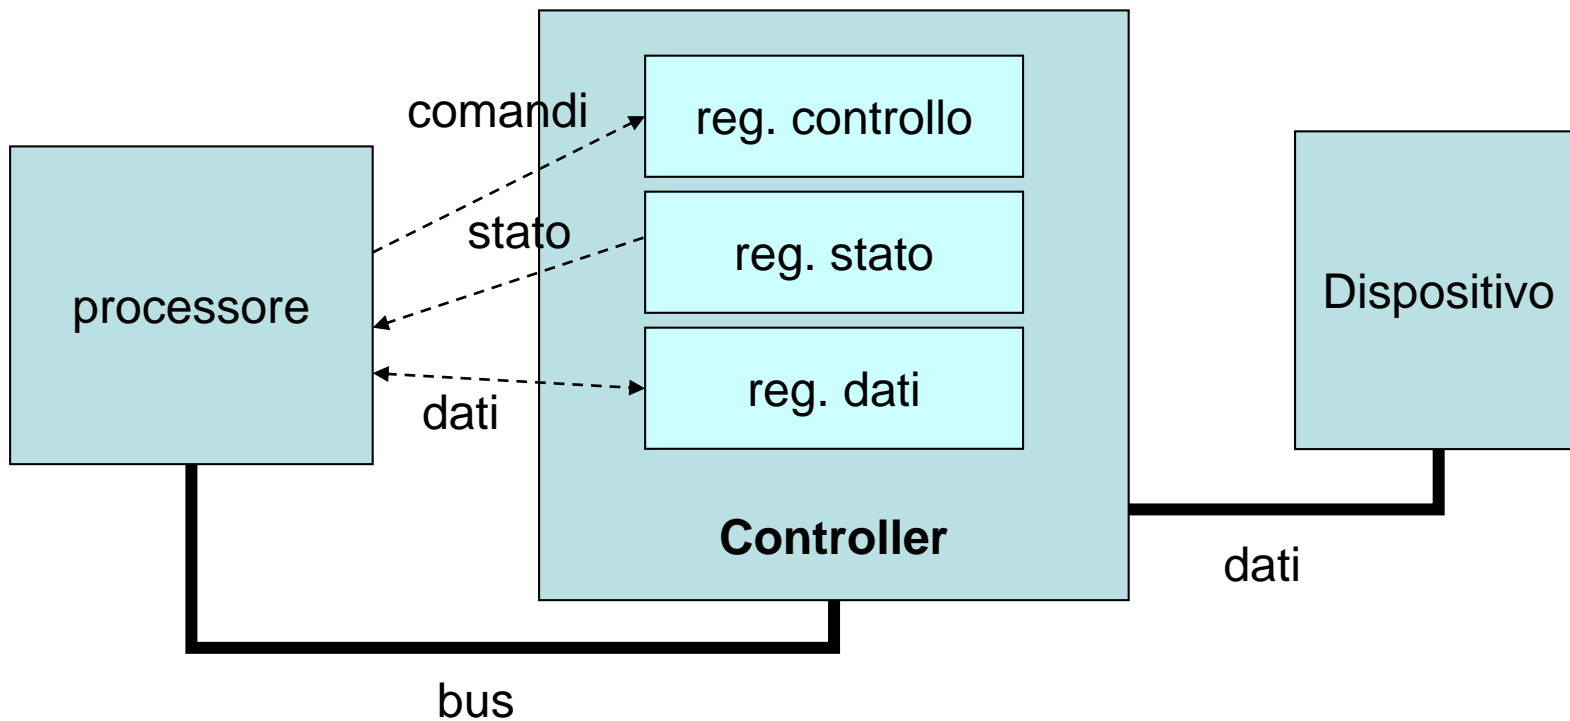 comandi
reg. controllo
stato
reg. stato
processore
Dispositivo
reg. dati
dati
Controller
dati
bus